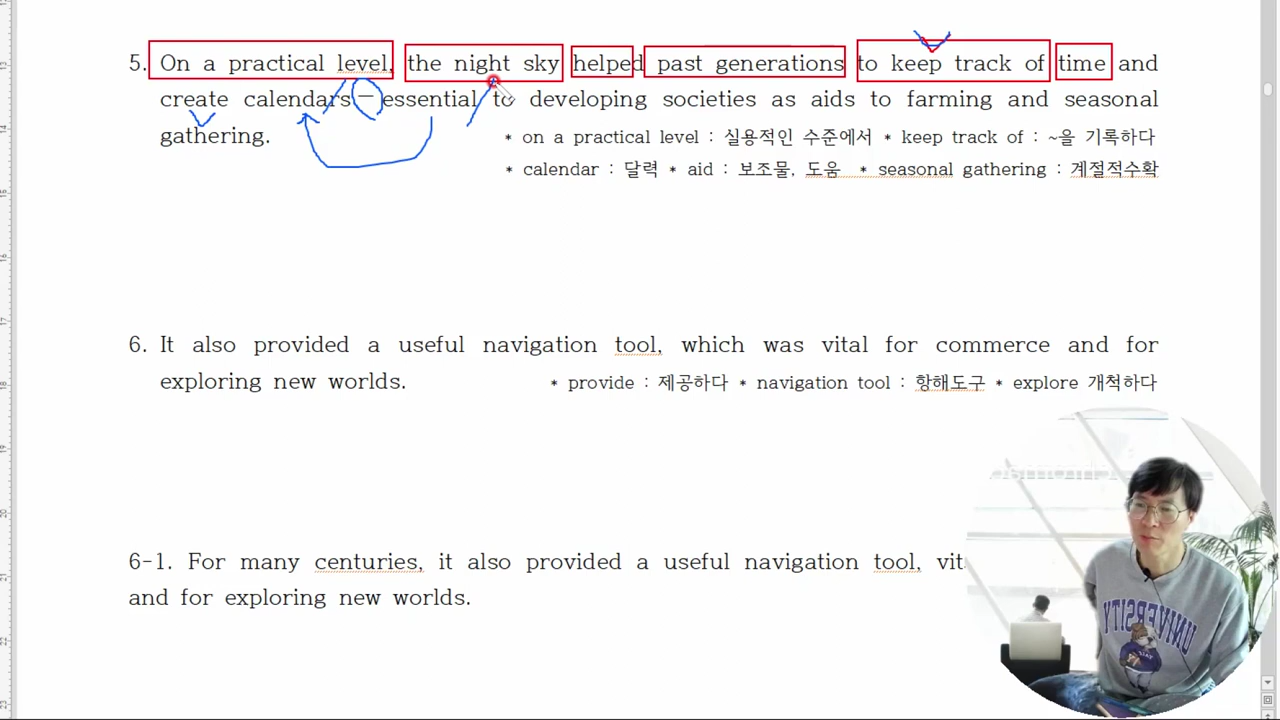 5. On a practical level, the night sky helped past generations to keep track of time and
create calendars – essential to developing societies as aids to farming and seasonal
gathering.
* on a practical level : 실용적인 수준에서 * keep track of : ~을 기록하다
* calendar : 달력 * aid : 보조물, 도움 * seasonal gathering : 계절적수확
6. It also provided a useful navigation tool, which was vital for commerce and for
exploring new worlds.
* provide : 제공하다 * navigation tool : 항해도구 * explore 개척하다
6-1. For many centuries, it also provided a useful navigation tool,
and for exploring new worlds.
UNIVERSITY